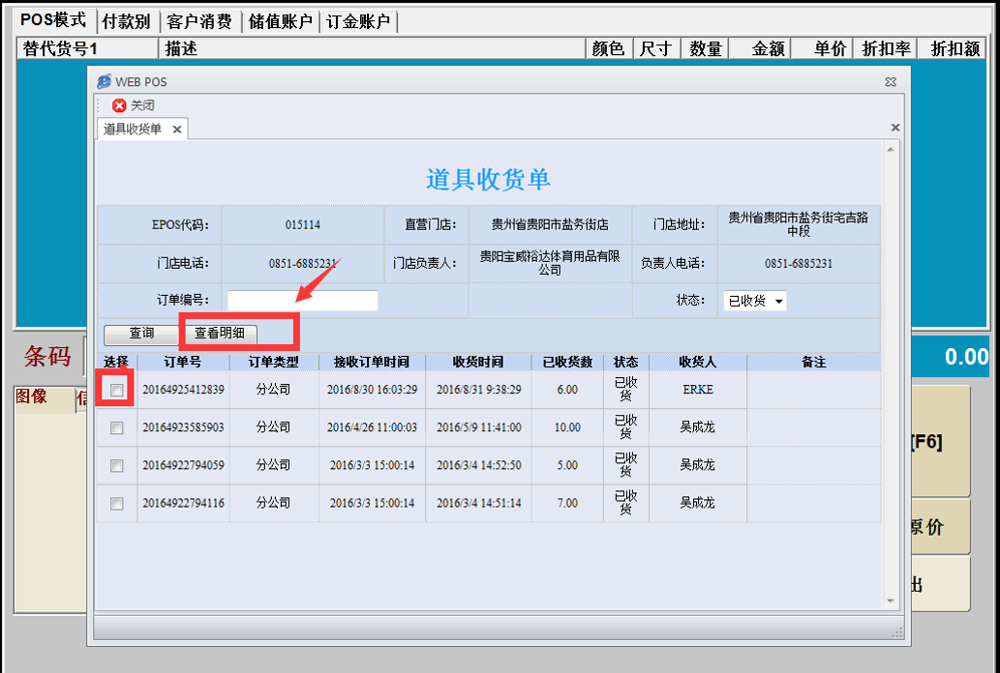 POS模式 付款别 客户消费 储值账户 订金账户
替代货号1 描述 颜色 尺寸 数量 金额 单价 折扣率 折扣额
WEB POS
关闭
道具收货单
道具收货单
EPOS代码： 015114 直营门店： 贵州省贵阳市盐务街店 门店地址： 贵州省贵阳市盐务街宅吉路中段
门店电话： 0851-6885231 门店负责人： 贵阳宝威裕达体育用品有限公司 负责人电话： 0851-6885231
订单编号： 状态： 已收货
查询 查看明细
选择 订单号 订单类型 接收订单时间 收货时间 已收货数 状态 收货人 备注
20164925412839 分公司 2016/8/30 16:03:29 2016/8/31 9:38:29 6.00 已收货 ERKE
20164923585903 分公司 2016/4/26 11:00:03 2016/5/9 11:41:00 10.00 已收货 吴成龙
20164922794059 分公司 2016/3/3 15:00:14 2016/3/4 14:52:50 5.00 已收货 吴成龙
20164922794116 分公司 2016/3/3 15:00:14 2016/3/4 14:51:14 7.00 已收货 吴成龙
条码 0.00
图像
[F6]
原价
出